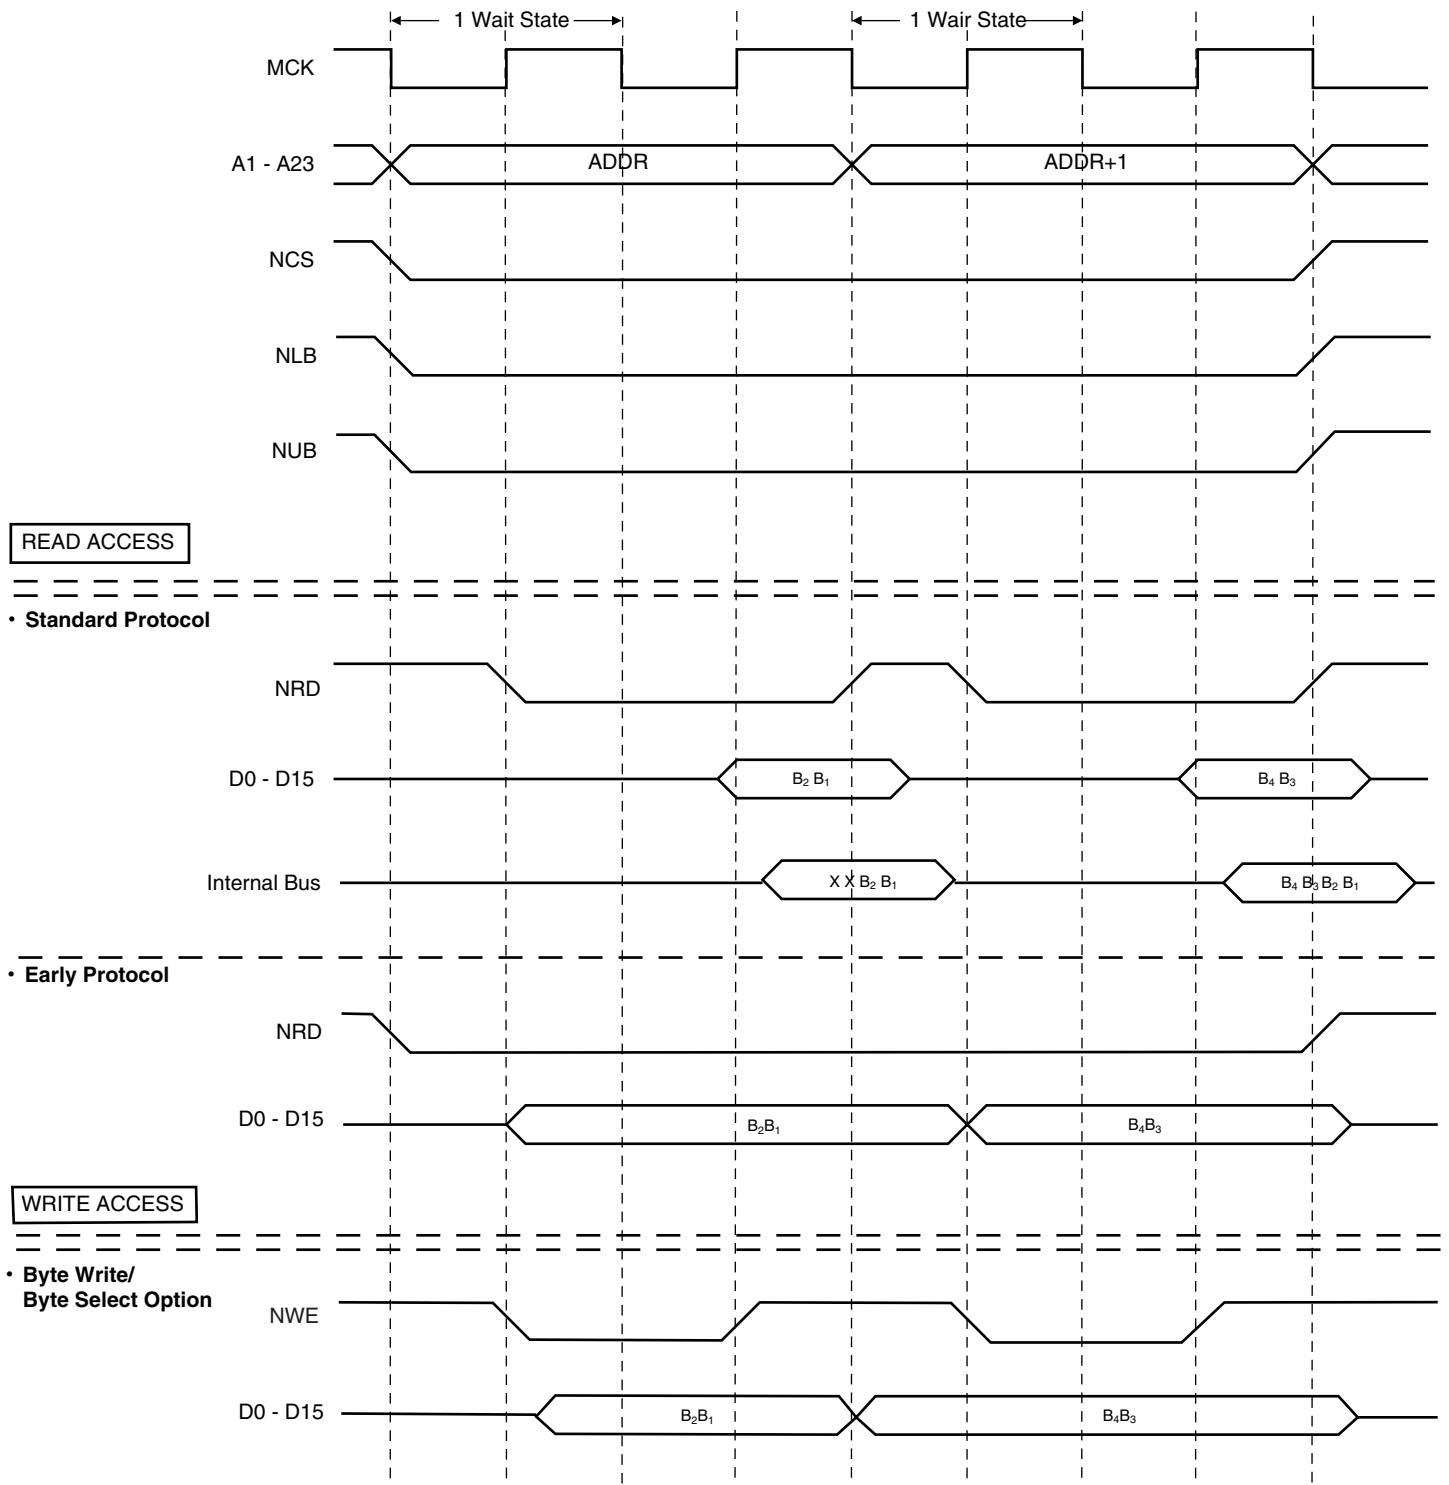 1 Wait State
1 Wair State
MCK
A1 - A23
ADDR
ADDR+1
NCS
NLB
NUB
READ ACCESS
· Standard Protocol
NRD
D0 - D15
B₂ B₁
B₄ B₃
Internal Bus
X X B₂ B₁
B₄ B₃ B₂ B₁
· Early Protocol
NRD
D0 - D15
B₂B₁
B₄B₃
WRITE ACCESS
· Byte Write/
Byte Select Option
NWE
D0 - D15
B₂B₁
B₄B₃